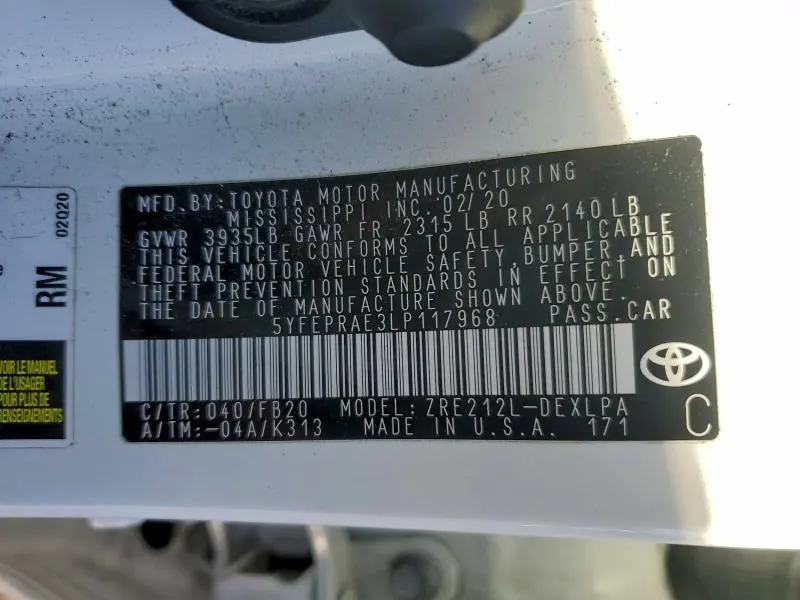 MFD.BY:TOYOTA MOTOR MANUFACTURING
MISSISSIPPI INC.02/20
GVWR 3935LB GAWR FR 2315 LB RR 2140 LB
THIS VEHICLE CONFORMS TO ALL APPLICABLE
FEDERAL MOTOR VEHICLE SAFETY,BUMPER,AND
THEFT PREVENTION STANDARDS IN EFFECT ON
THE DATE OF MANUFACTURE SHOWN ABOVE.
5YFEPRAE3LP117968 PASS.CAR
C/TR:040/FB20 MODEL:ZRE212L-DEXLPA
A/TM:-04A/K313 MADE IN U.S.A. 171
C
RM
02020
VOIR LE MANUEL
DE L'USAGER
POUR PLUS DE
RENSEIGNEMENTS